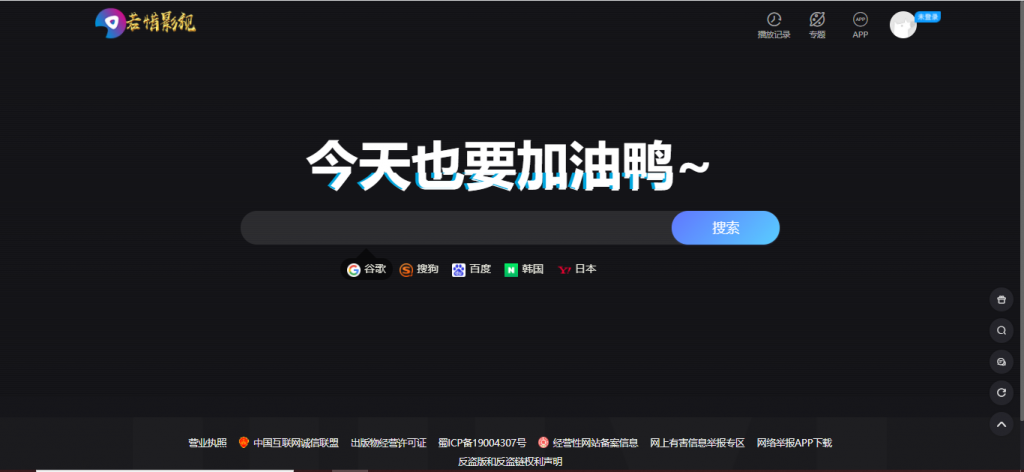 若情影视
播放记录 专题 APP 未登录
今天也要加油鸭~
搜索
谷歌 搜狗 百度 韩国 日本
营业执照 中国互联网诚信联盟 出版物经营许可证 蜀ICP备19004307号 经营性网站备案信息 网上有害信息举报专区 网络举报APP下载
反盗版和反盗链权利声明